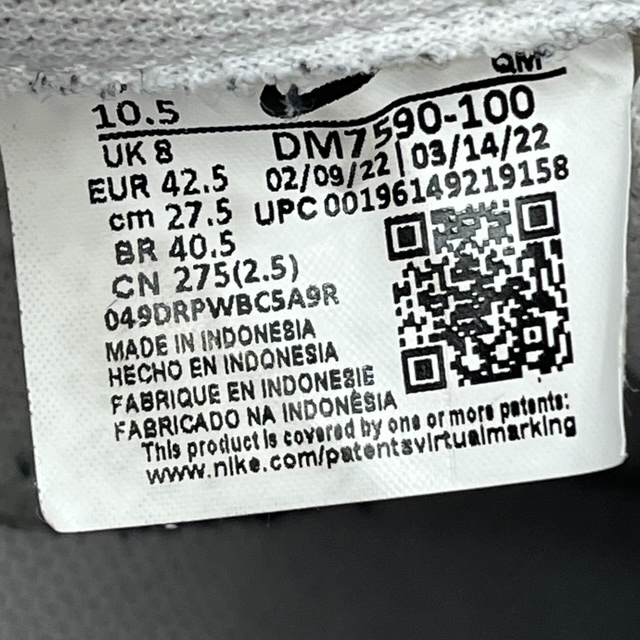 QM
10.5
UK 8
EUR 42.5
cm 27.5
BR 40.5
CN 275(2.5)
049DRPWBC5A9R
DM7590-100
02/09/22 | 03/14/22
UPC 00196149219158
MADE IN INDONESIA
HECHO EN INDONESIA
FABRIQUE EN INDONESIE
FABRICADO NA INDONÈSIA
This product is covered by one or more patents:
www.nike.com/patentsvirtualmarking